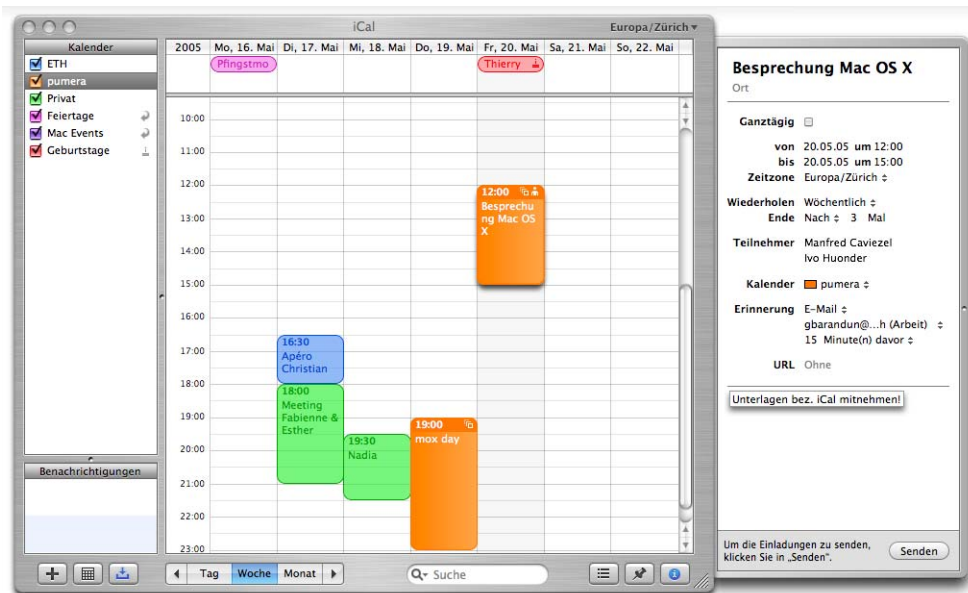 iCal
Europa/Zürich
Kalender
ETH
pumera
Privat
Feiertage
Mac Events
Geburtstage
Benachrichtigungen
2005 Mo, 16. Mai Di, 17. Mai Mi, 18. Mai Do, 19. Mai Fr, 20. Mai Sa, 21. Mai So, 22. Mai
Pfingstmo
Thierry
10:00
11:00
12:00
13:00
14:00
15:00
16:00
17:00
18:00
19:00
20:00
21:00
22:00
23:00
16:30
Apéro
Christian
18:00
Meeting
Fabienne &
Esther
19:30
Nadia
19:00
mox day
12:00
Besprechu
ng Mac OS
X
Tag Woche Monat
Suche
Besprechung Mac OS X
Ort
Ganztägig
von 20.05.05 um 12:00
bis 20.05.05 um 15:00
Zeitzone Europa/Zürich
Wiederholen Wöchentlich
Ende Nach 3 Mal
Teilnehmer Manfred Caviezel
Ivo Huonder
Kalender pumera
Erinnerung E-Mail
gbarandun@...h (Arbeit)
15 Minute(n) davor
URL Ohne
Unterlagen bez. iCal mitnehmen!
Um die Einladungen zu senden,
klicken Sie in „Senden“.
Senden